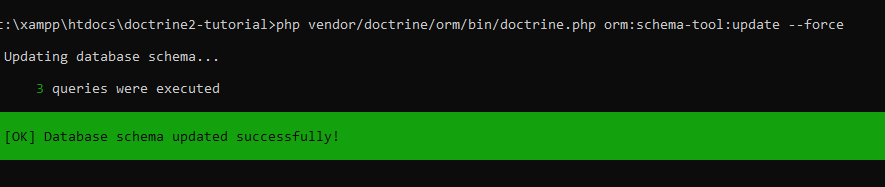 c:\xampp\htdocs\doctrine2-tutorial>php vendor/doctrine/orm/bin/doctrine.php orm:schema-tool:update --force
Updating database schema...
3 queries were executed
[OK] Database schema updated successfully!